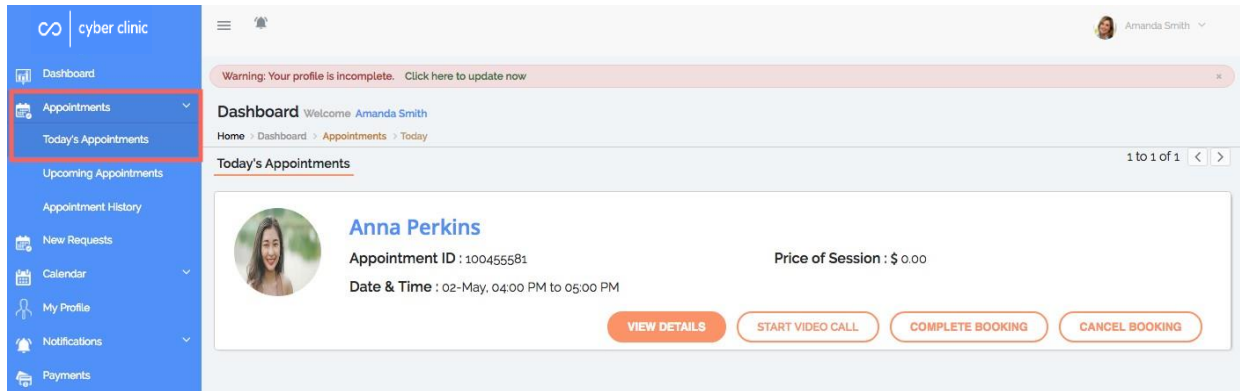 cyber clinic
Amanda Smith
Dashboard
Appointments
Today's Appointments
Upcoming Appointments
Appointment History
New Requests
Calendar
My Profile
Notifications
Payments
Warning: Your profile is incomplete. Click here to update now ×
Dashboard Welcome Amanda Smith
Home > Dashboard > Appointments > Today
Today's Appointments
1 to 1 of 1 < >
Anna Perkins
Appointment ID : 100455581
Price of Session : $ 0.00
Date & Time : 02-May, 04:00 PM to 05:00 PM
VIEW DETAILS START VIDEO CALL COMPLETE BOOKING CANCEL BOOKING